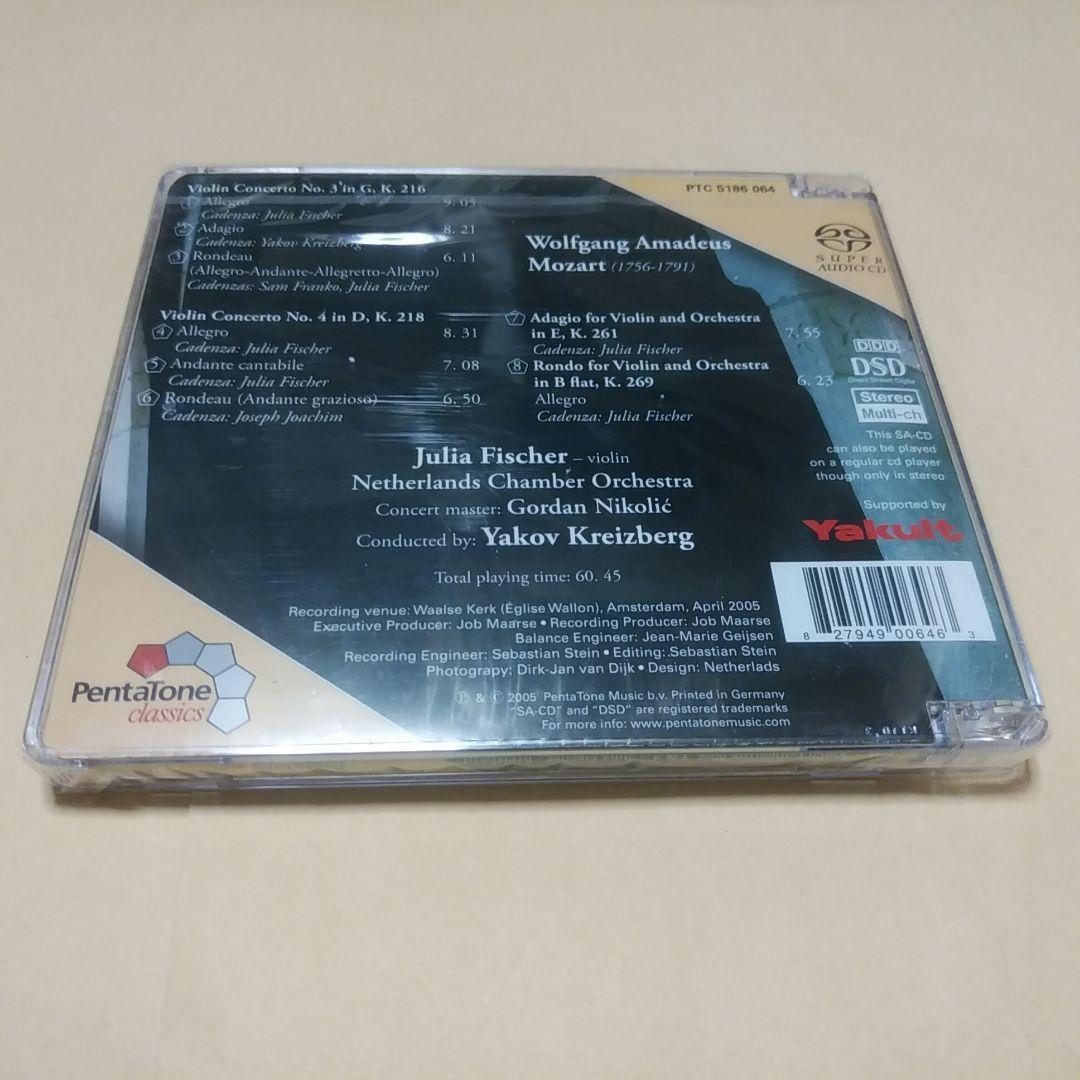 Violin Concerto No. 3 in G, K. 216
1 Allegro 9. 05
Cadenza: Julia Fischer
2 Adagio 8. 21
Cadenza: Yakov Kreizberg
3 Rondeau 6. 11
(Allegro-Andante-Allegretto-Allegro)
Cadenzas: Sam Franko, Julia Fischer
Violin Concerto No. 4 in D, K. 218
4 Allegro 8. 31
Cadenza: Julia Fischer
5 Andante cantabile 7. 08
Cadenza: Julia Fischer
6 Rondeau (Andante grazioso) 6. 50
Cadenza: Joseph Joachim
Wolfgang Amadeus
Mozart (1756-1791)
7 Adagio for Violin and Orchestra
in E, K. 261 7. 55
Cadenza: Julia Fischer
8 Rondo for Violin and Orchestra
in B flat, K. 269 6. 23
Allegro
Cadenza: Julia Fischer
Julia Fischer – violin
Netherlands Chamber Orchestra
Concert master: Gordan Nikolić
Conducted by: Yakov Kreizberg
Total playing time: 60. 45
Recording venue: Waalse Kerk (Église Wallon), Amsterdam, April 2005
Executive Producer: Job Maarse • Recording Producer: Job Maarse
Balance Engineer: Jean-Marie Geijsen
Recording Engineer: Sebastian Stein • Editing: Sebastian Stein
Photograpy: Dirk-Jan van Dijk • Design: Netherlads
℗ & © 2005 PentaTone Music b.v. Printed in Germany
"SA-CD" and "DSD" are registered trademarks
For more info: www.pentatonemusic.com
PTC 5186 064
SUPER
AUDIO CD
DDD
DSD
Direct Stream Digital
Stereo
Multi-ch
This SA-CD
can also be played
on a regular cd player
though only in stereo
Supported by
Yakult
8 27949 00646 3
PentaTone
classics